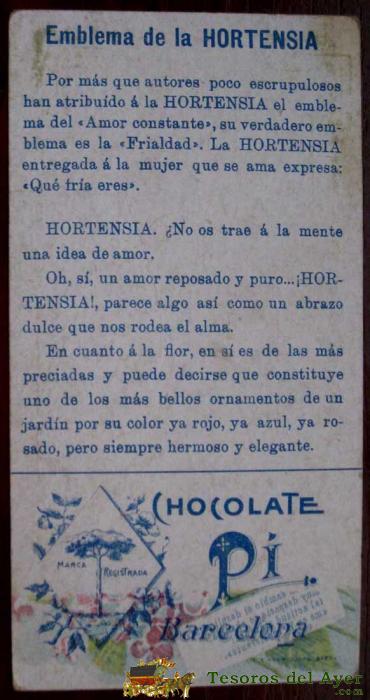 Emblema de la HORTENSIA
Por más que autores poco escrupulosos
han atribuído á la HORTENSIA el emble-
ma del «Amor constante», su verdadero em-
blema es la «Frialdad». La HORTENSIA
entregada á la mujer que se ama expresa:
«Qué fría eres».
HORTENSIA. ¿No os trae á la mente
una idea de amor.
Oh, sí, un amor reposado y puro...¡HOR-
TENSIA!, parece algo así como un abrazo
dulce que nos rodea el alma.
En cuanto á la flor, en sí es de las más
preciadas y puede decirse que constituye
uno de los más bellos ornamentos de un
jardín por su color ya rojo, ya azul, ya ro-
sado, pero siempre hermoso y elegante.
CHOCOLATE
MARCA REGISTRADA
PÍ
Barcelona
Tesoros del Ayer
.com